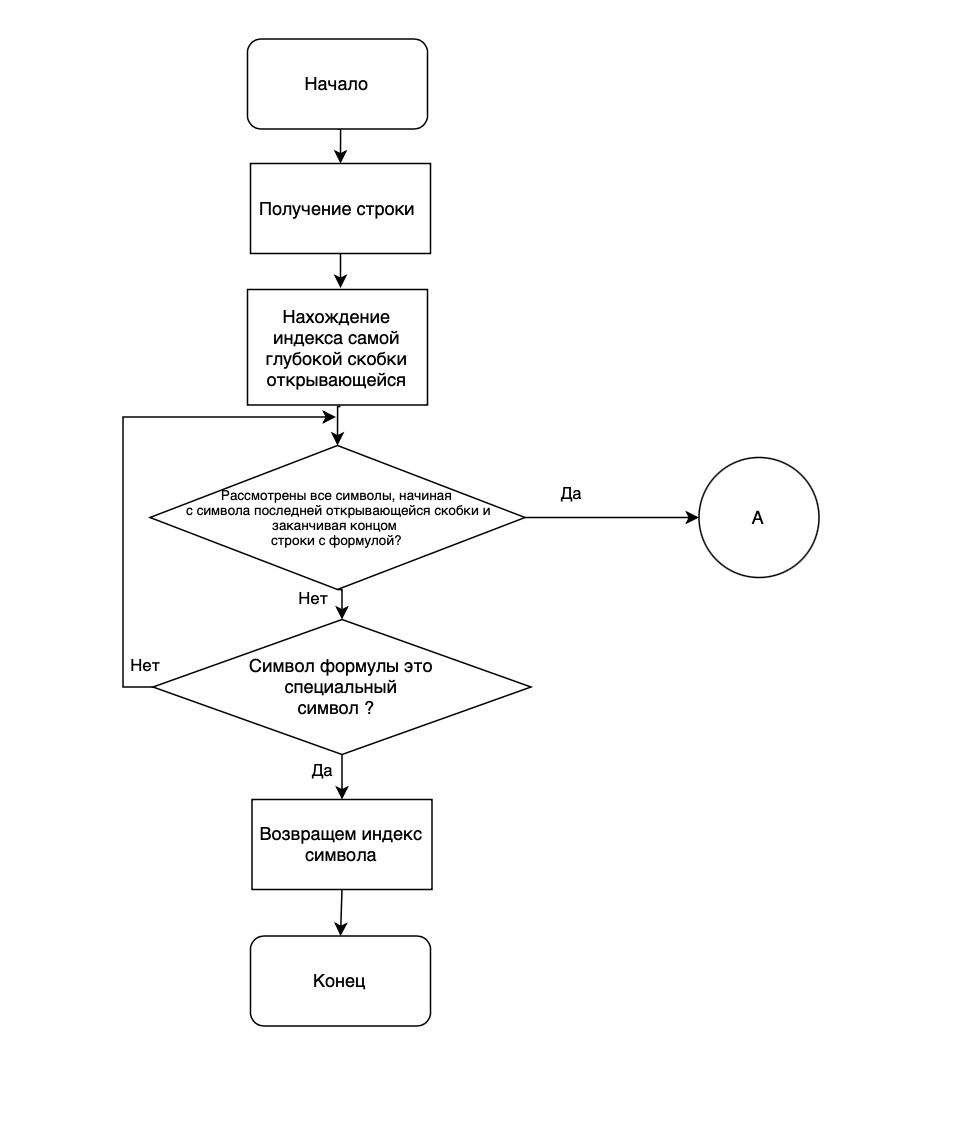 Начало
Получение строки
Нахождение
индекса самой
глубокой скобки
открывающейся
Рассмотрены все символы, начиная
с символа последней открывающейся скобки и
заканчивая концом
строки с формулой?
Да
А
Нет
Символ формулы это
специальный
символ ?
Нет
Да
Возвращем индекс
символа
Конец